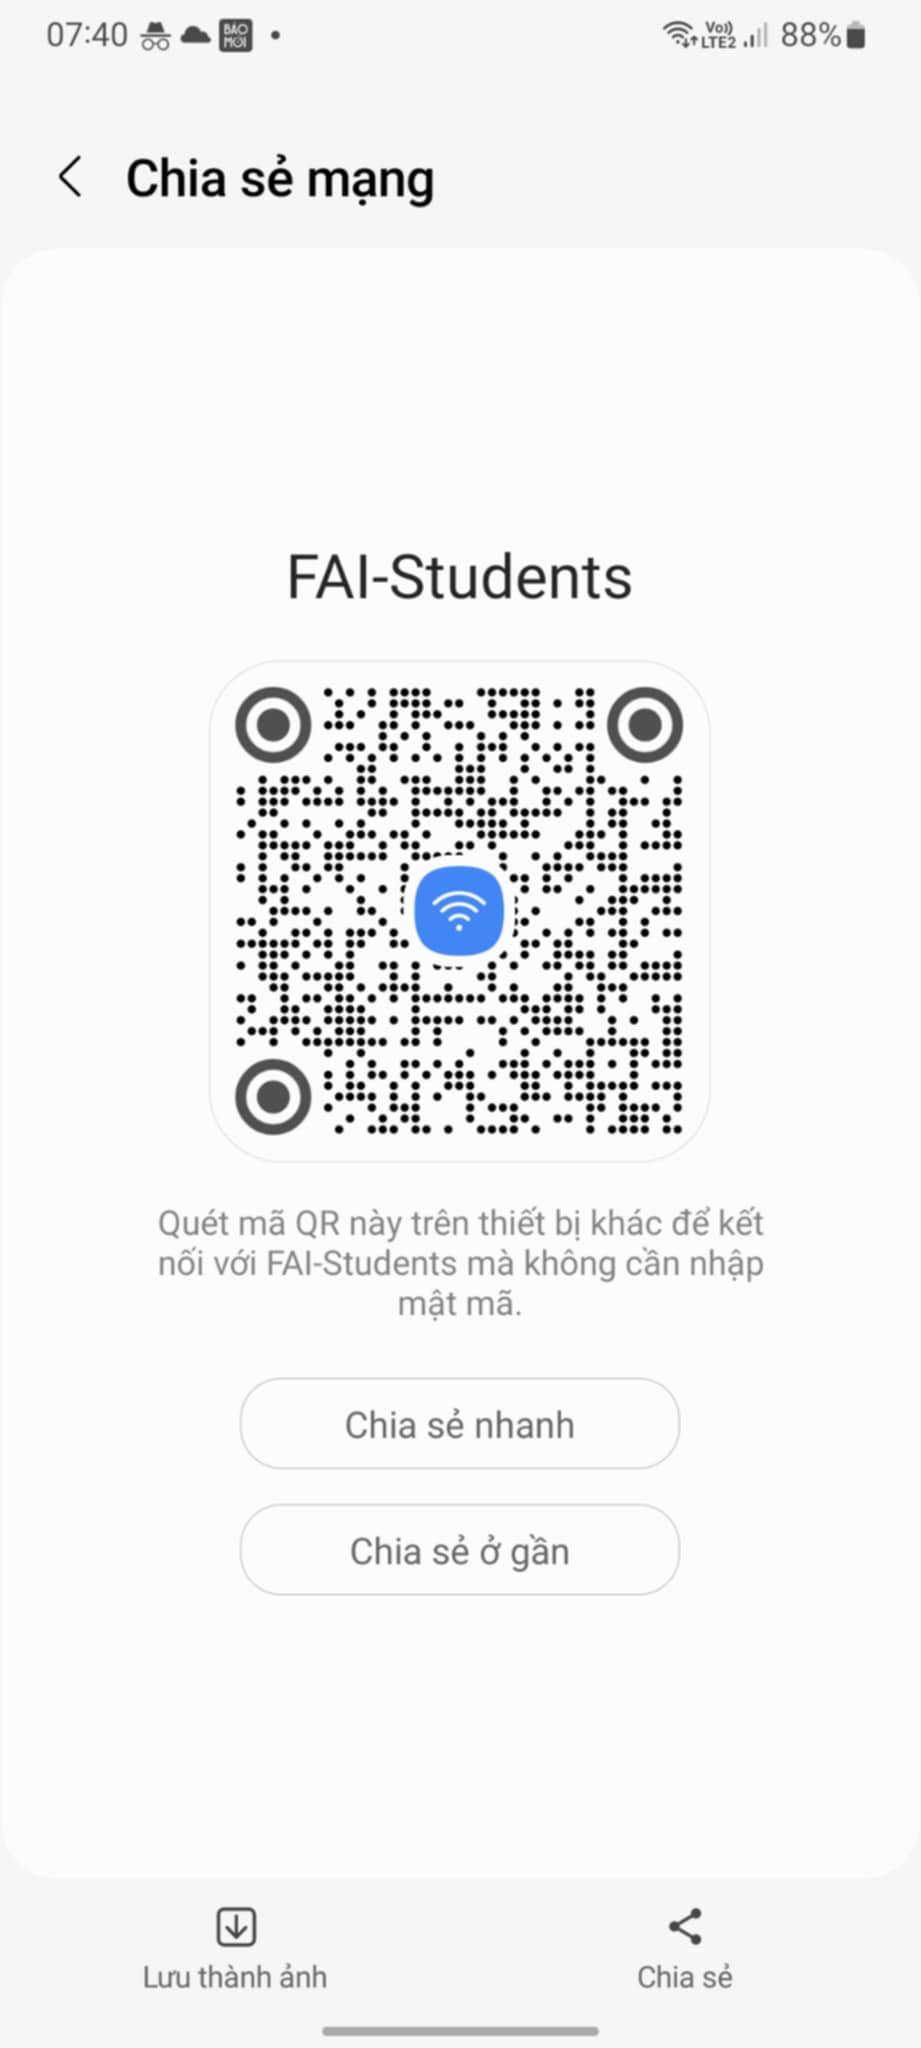 07:40
BÁO
MỚI
Vo))
LTE2
88%
Chia sẻ mạng
FAI-Students
Quét mã QR này trên thiết bị khác để kết
nối với FAI-Students mà không cần nhập
mật mã.
Chia sẻ nhanh
Chia sẻ ở gần
Lưu thành ảnh
Chia sẻ